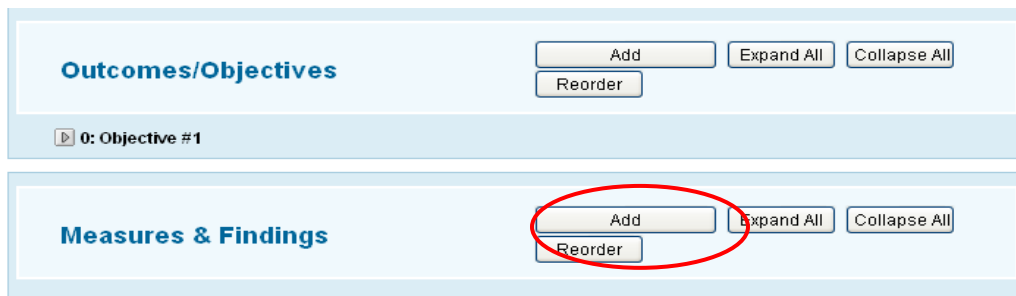 Outcomes/Objectives
Add Expand All Collapse All
Reorder
0: Objective #1
Measures & Findings
Add Expand All Collapse All
Reorder